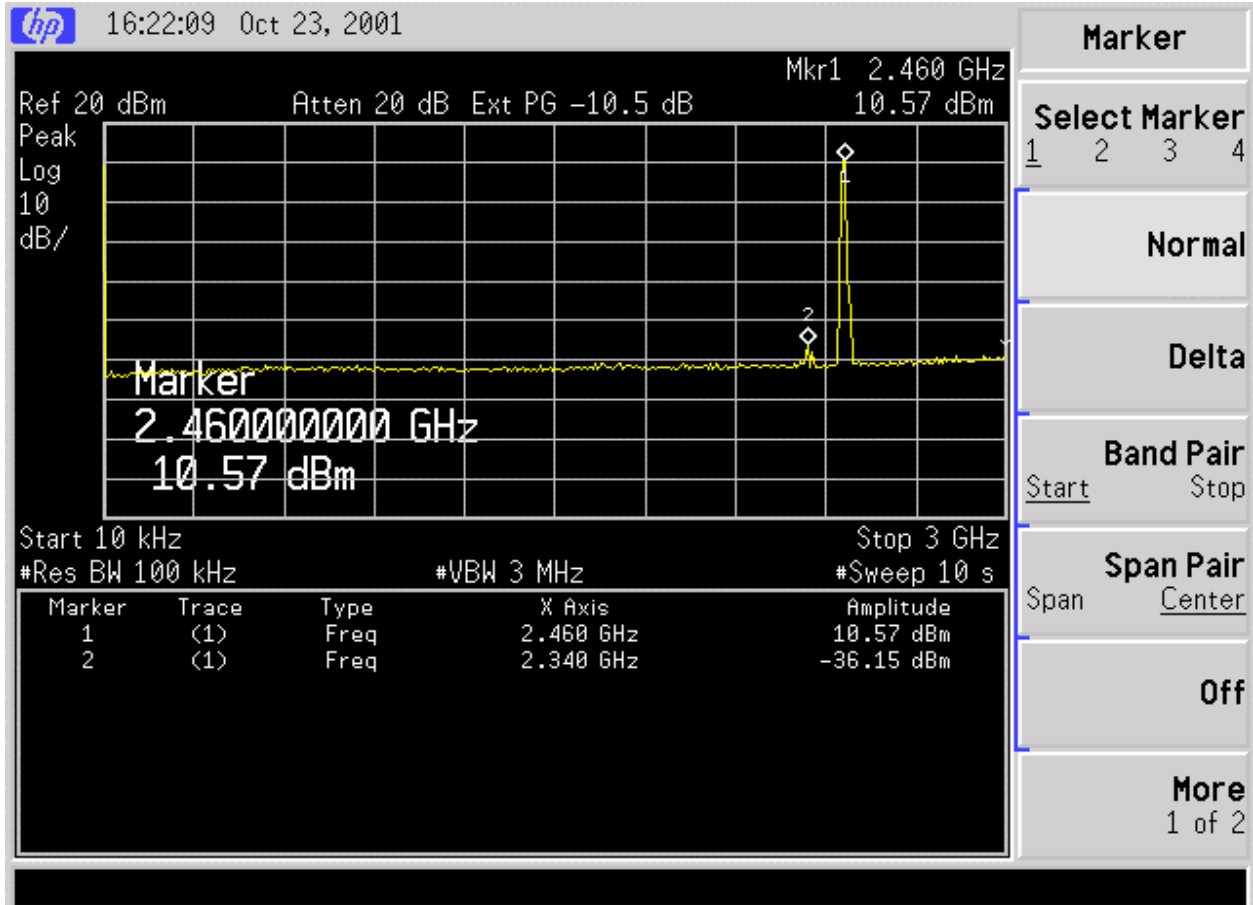 hp 16:22:09 Oct 23, 2001
Mkr1 2.460 GHz
Ref 20 dBm Atten 20 dB Ext PG -10.5 dB 10.57 dBm
Peak
Log
10
dB/
1
2
Marker
2.460000000 GHz
10.57 dBm
Start 10 kHz Stop 3 GHz
#Res BW 100 kHz #VBW 3 MHz #Sweep 10 s
Marker Trace Type X Axis Amplitude
1 (1) Freq 2.460 GHz 10.57 dBm
2 (1) Freq 2.340 GHz -36.15 dBm
Marker
Select Marker
1 2 3 4
Normal
Delta
Band Pair
Start Stop
Span Pair
Span Center
Off
More
1 of 2